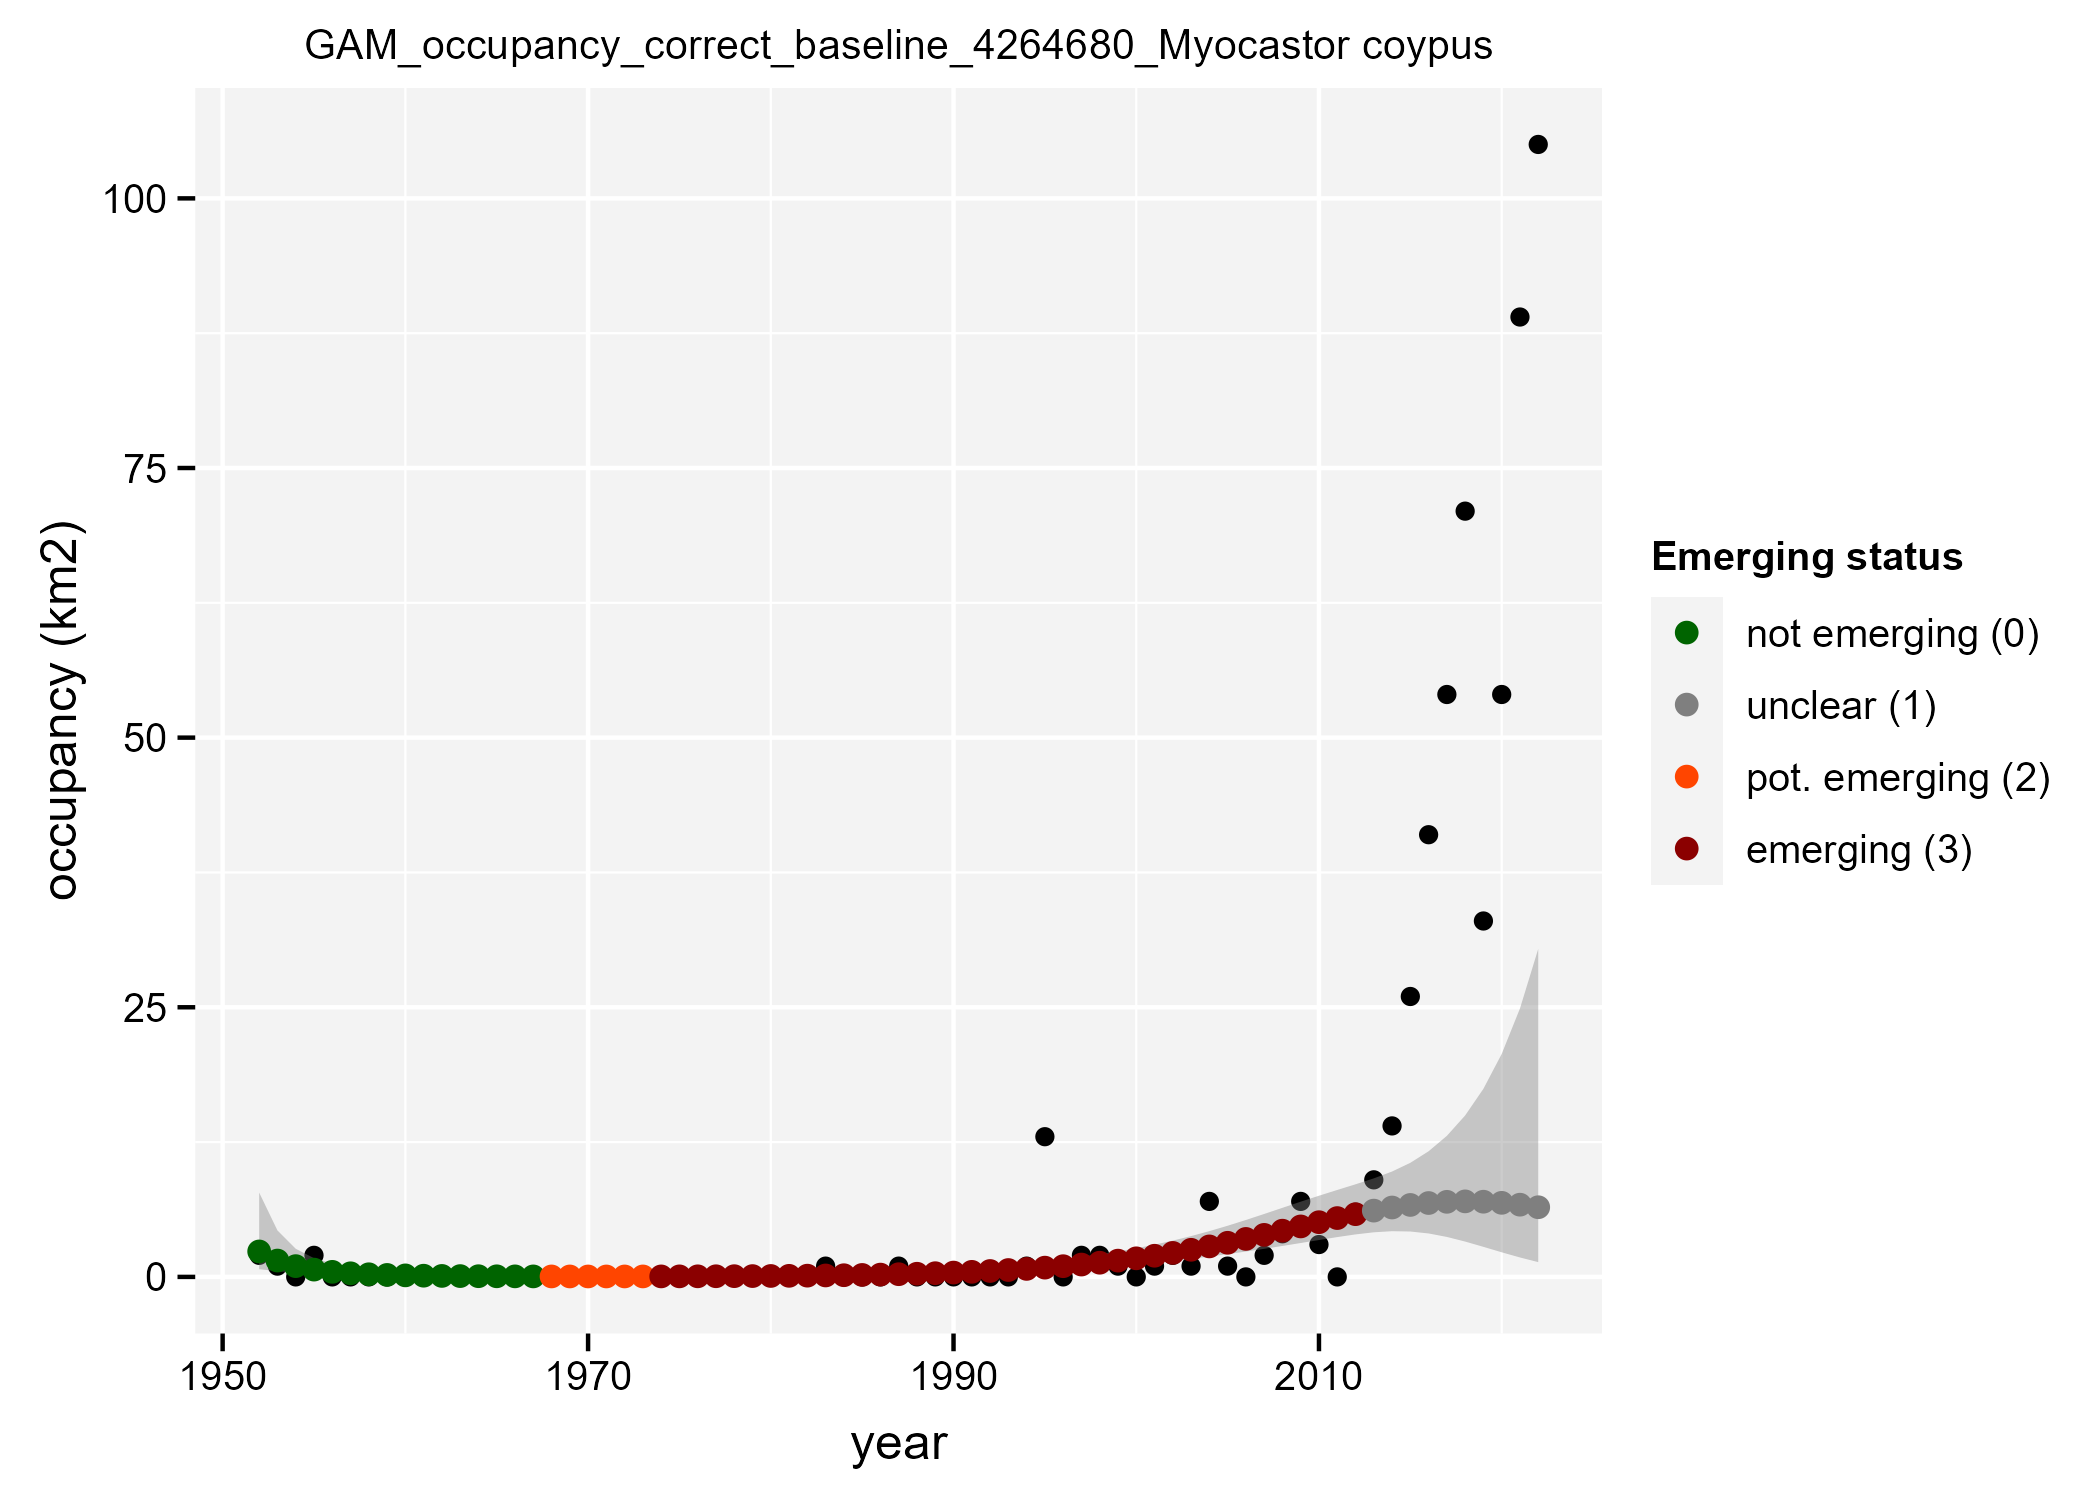 GAM_occupancy_correct_baseline_4264680_Myocastor coypus
100
75
50
25
0
occupancy (km2)
1950
1970
1990
2010
year
Emerging status
not emerging (0)
unclear (1)
pot. emerging (2)
emerging (3)